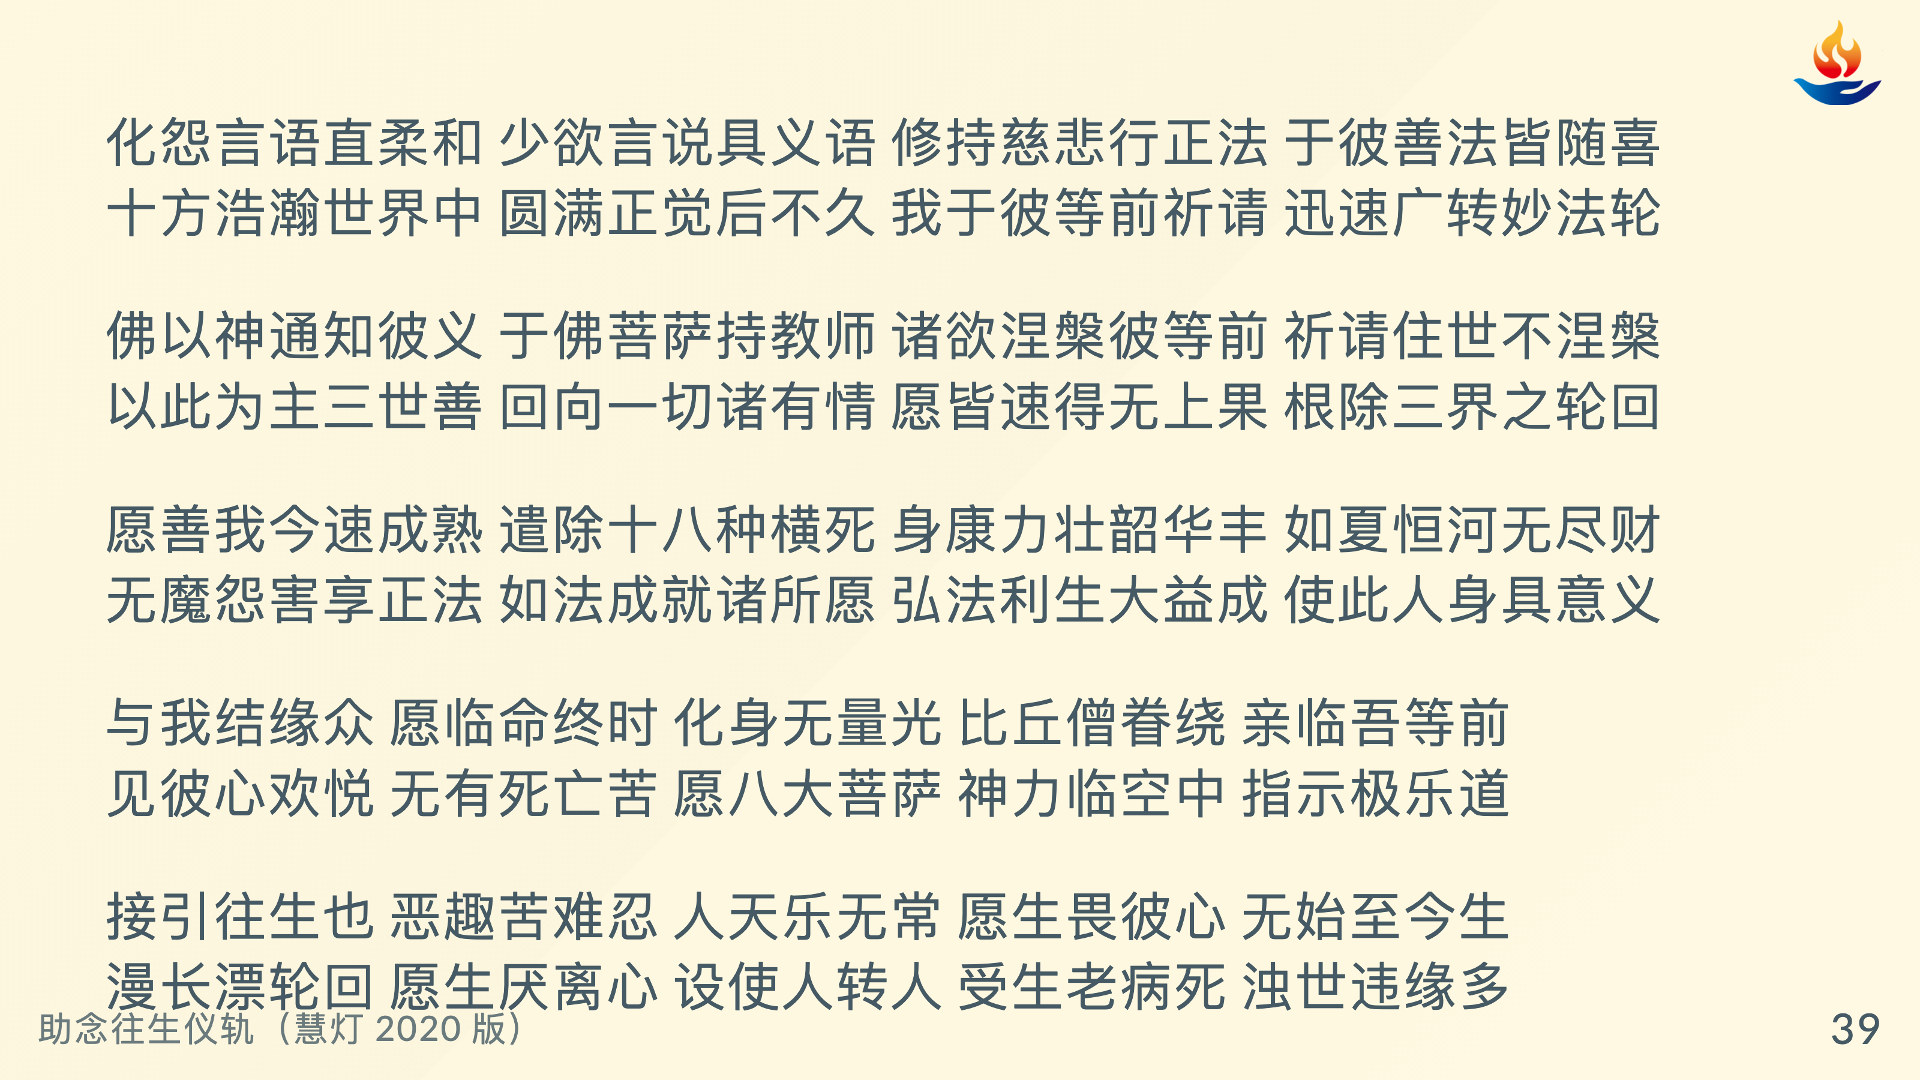 化怨言语直柔和 少欲言说具义语 修持慈悲行正法 于彼善法皆随喜
十方浩瀚世界中 圆满正觉后不久 我于彼等前祈请 迅速广转妙法轮
佛以神通知彼义 于佛菩萨持教师 诸欲涅槃彼等前 祈请住世不涅槃
以此为主三世善 回向一切诸有情 愿皆速得无上果 根除三界之轮回
愿善我今速成熟 遣除十八种横死 身康力壮韶华丰 如夏恒河无尽财
无魔怨害享正法 如法成就诸所愿 弘法利生大益成 使此人身具意义
与我结缘众 愿临命终时 化身无量光 比丘僧眷绕 亲临吾等前
见彼心欢悦 无有死亡苦 愿八大菩萨 神力临空中 指示极乐道
接引往生也 恶趣苦难忍 人天乐无常 愿生畏彼心 无始至今生
漫长漂轮回 愿生厌离心 设使人转人 受生老病死 浊世违缘多
助念往生仪轨（慧灯 2020 版）
39